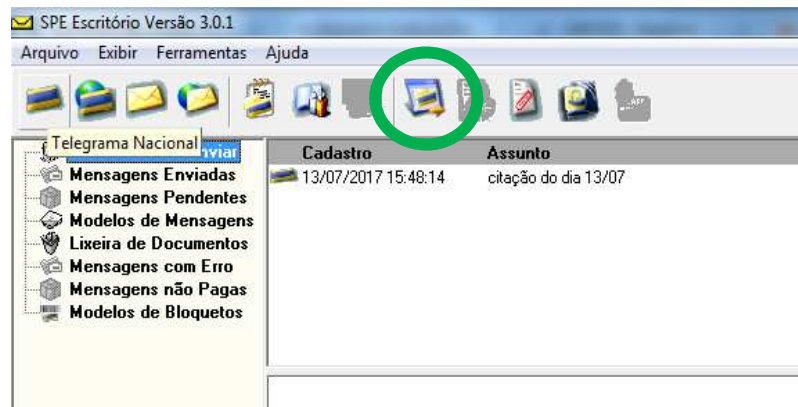 SPE Escritório Versão 3.0.1
Arquivo Exibir Ferramentas Ajuda
Telegrama Nacional
Cadastro Assunto
Mensagens Enviadas
13/07/2017 15:48:14 citação do dia 13/07
Mensagens Pendentes
Modelos de Mensagens
Lixeira de Documentos
Mensagens com Erro
Mensagens não Pagas
Modelos de Bloquetos